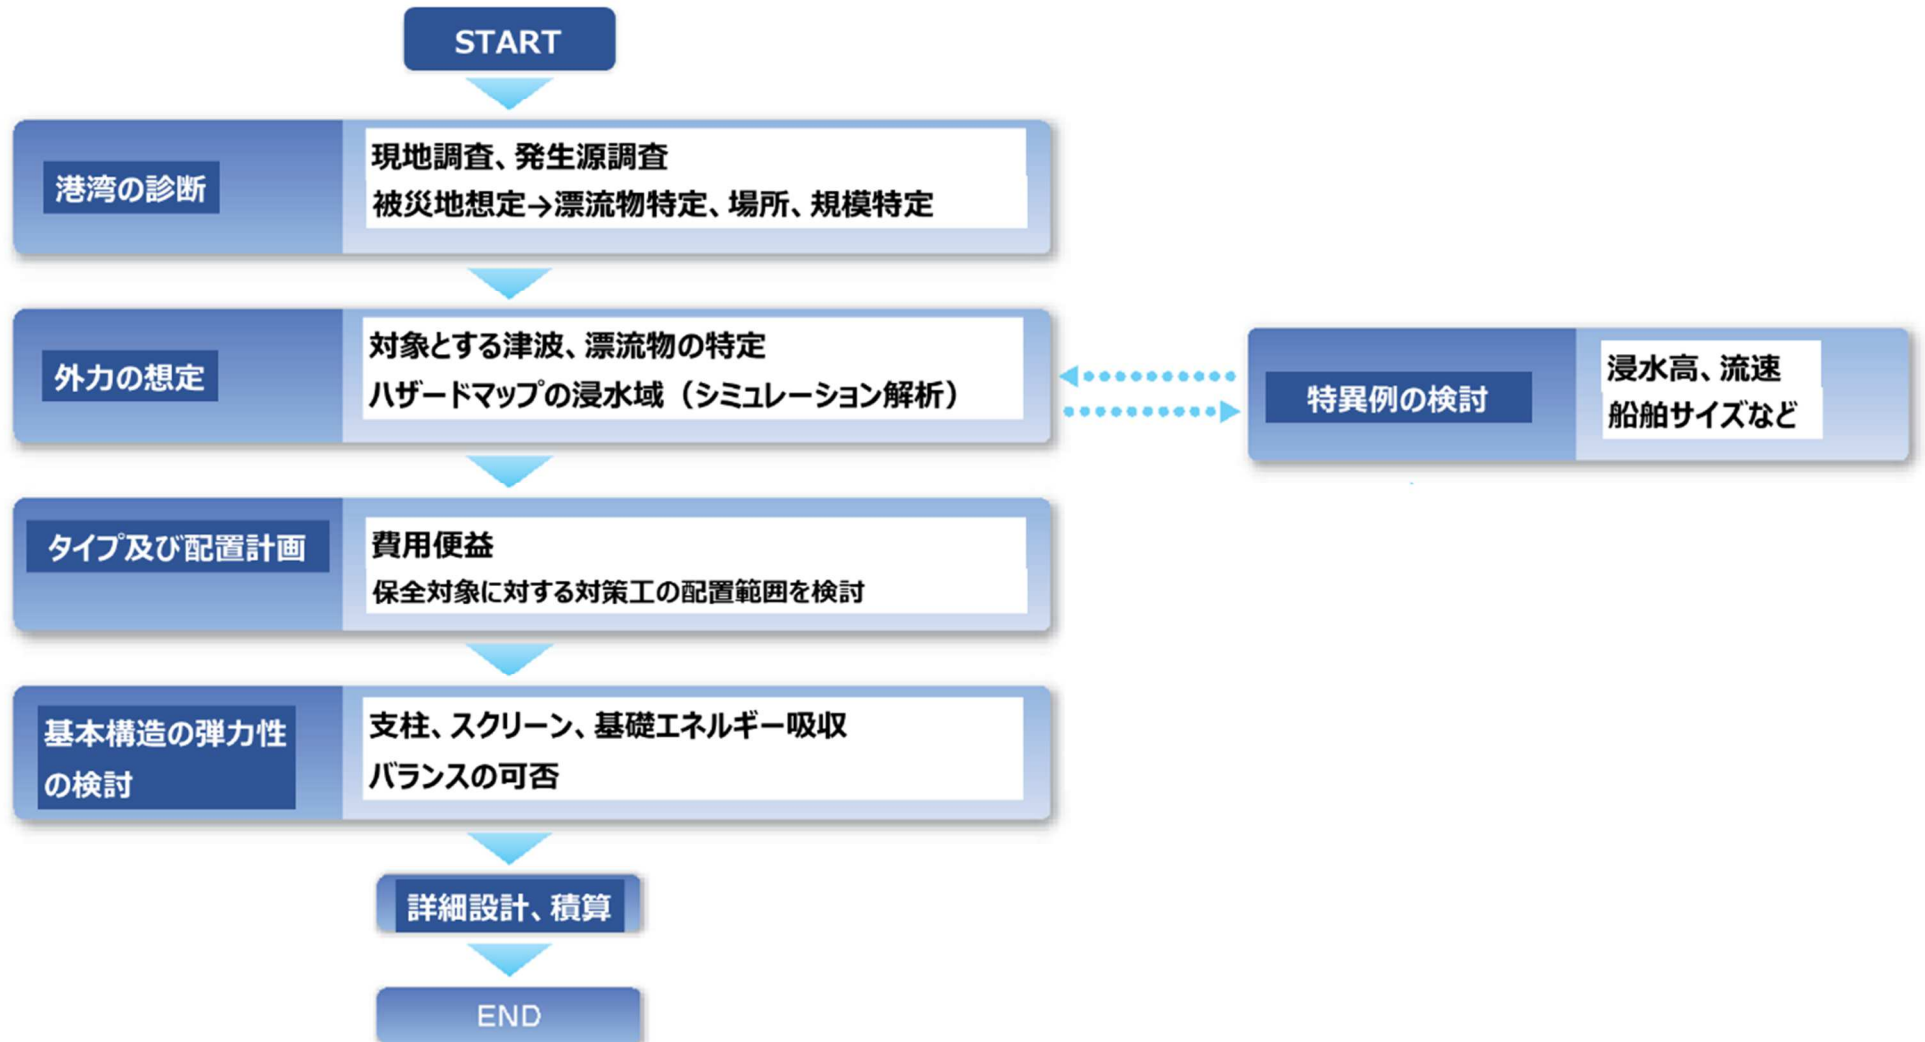 START
港湾の診断
現地調査、発生源調査
被災地想定→漂流物特定、場所、規模特定
外力の想定
対象とする津波、漂流物の特定
ハザードマップの浸水域（シミュレーション解析）
特異例の検討
浸水高、流速
船舶サイズなど
タイプ及び配置計画
費用便益
保全対象に対する対策工の配置範囲を検討
基本構造の弾力性
の検討
支柱、スクリーン、基礎エネルギー吸収
バランスの可否
詳細設計、積算
END